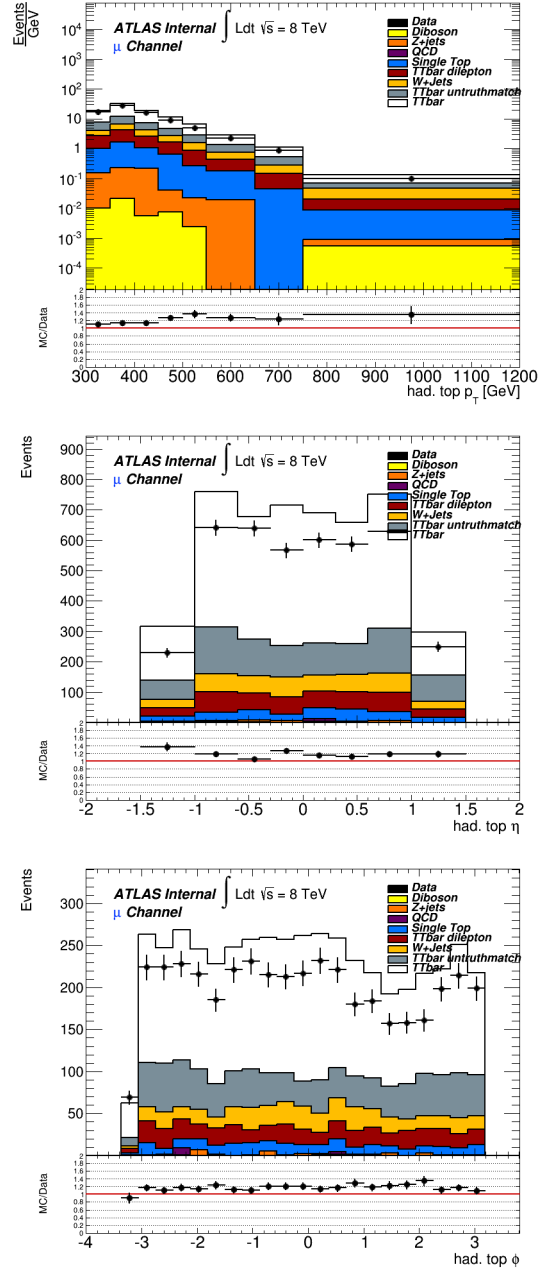 Events
GeV
10^4
10^3
10^2
10
1
10^-1
10^-2
10^-3
10^-4
ATLAS Internal ∫ Ldt √s = 8 TeV
μ Channel
Data
Diboson
Z+jets
QCD
Single Top
TTbar dilepton
W+Jets
TTbar untruthmatch
TTbar
MC/Data
2
1.8
1.6
1.4
1.2
1
0.8
0.6
0.4
0.2
0
300 400 500 600 700 800 900 1000 1100 1200
had. top p_T [GeV]
Events
900
800
700
600
500
400
300
200
100
ATLAS Internal ∫ Ldt √s = 8 TeV
μ Channel
Data
Diboson
Z+jets
QCD
Single Top
TTbar dilepton
W+Jets
TTbar untruthmatch
TTbar
MC/Data
2
1.8
1.6
1.4
1.2
1
0.8
0.6
0.4
0.2
0
-2 -1.5 -1 -0.5 0 0.5 1 1.5 2
had. top η
Events
300
250
200
150
100
50
ATLAS Internal ∫ Ldt √s = 8 TeV
μ Channel
Data
Diboson
Z+jets
QCD
Single Top
TTbar dilepton
W+Jets
TTbar untruthmatch
TTbar
MC/Data
2
1.8
1.6
1.4
1.2
1
0.8
0.6
0.4
0.2
0
-4 -3 -2 -1 0 1 2 3
had. top ϕ